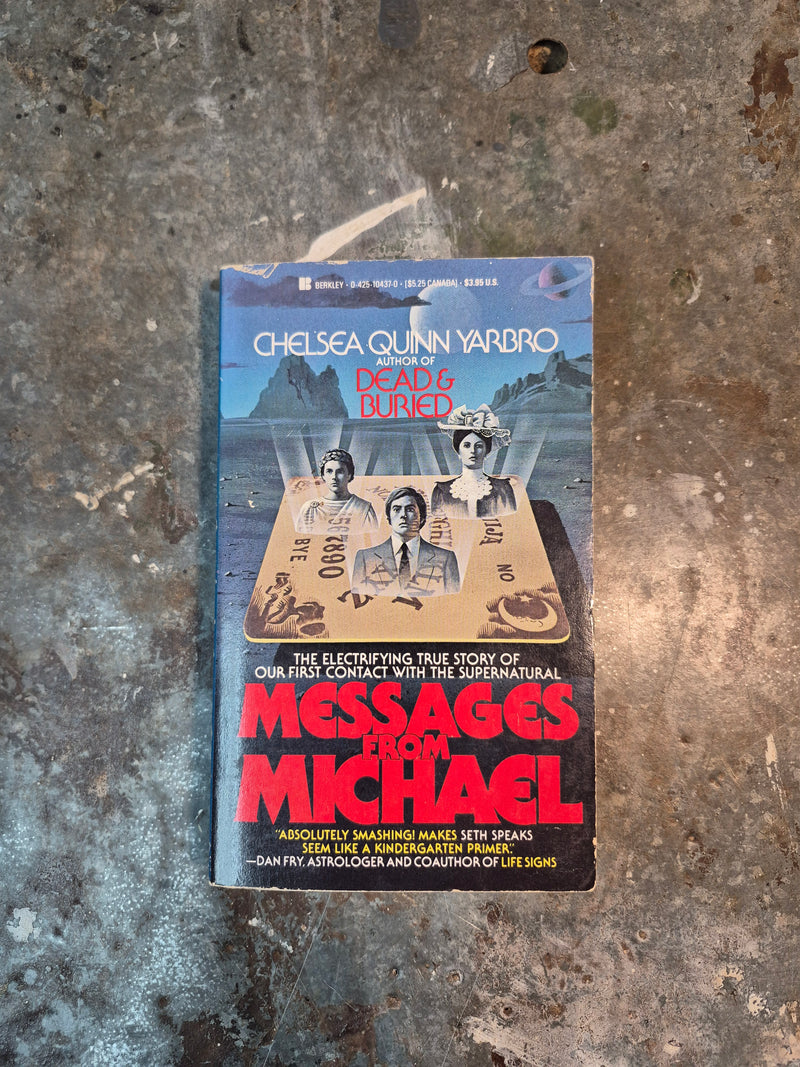 BERKLEY • 0-425-10437-0 • [$5.25 CANADA] • $3.95 U.S.
CHELSEA QUINN YARBRO
AUTHOR OF
DEAD &
BURIED
BYE
567890
NO
THE ELECTRIFYING TRUE STORY OF
OUR FIRST CONTACT WITH THE SUPERNATURAL
MESSAGES
FROM
MICHAEL
"ABSOLUTELY SMASHING! MAKES SETH SPEAKS
SEEM LIKE A KINDERGARTEN PRIMER."
—DAN FRY, ASTROLOGER AND COAUTHOR OF LIFE SIGNS